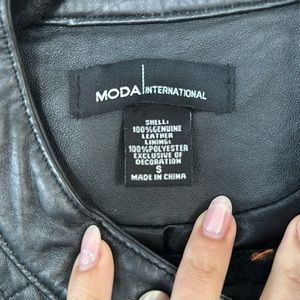 MODA INTERNATIONAL
SHELL:
100%GENUINE
LEATHER
LINING:
100%POLYESTER
EXCLUSIVE OF
DECORATION
S
MADE IN CHINA